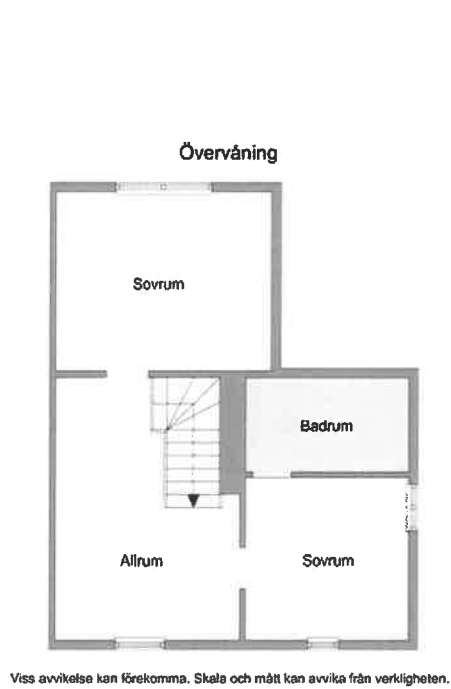 Övervåning
Sovrum
Badrum
Allrum
Sovrum
Viss avvikelse kan förekomma. Skala och mått kan avvika från verkligheten.